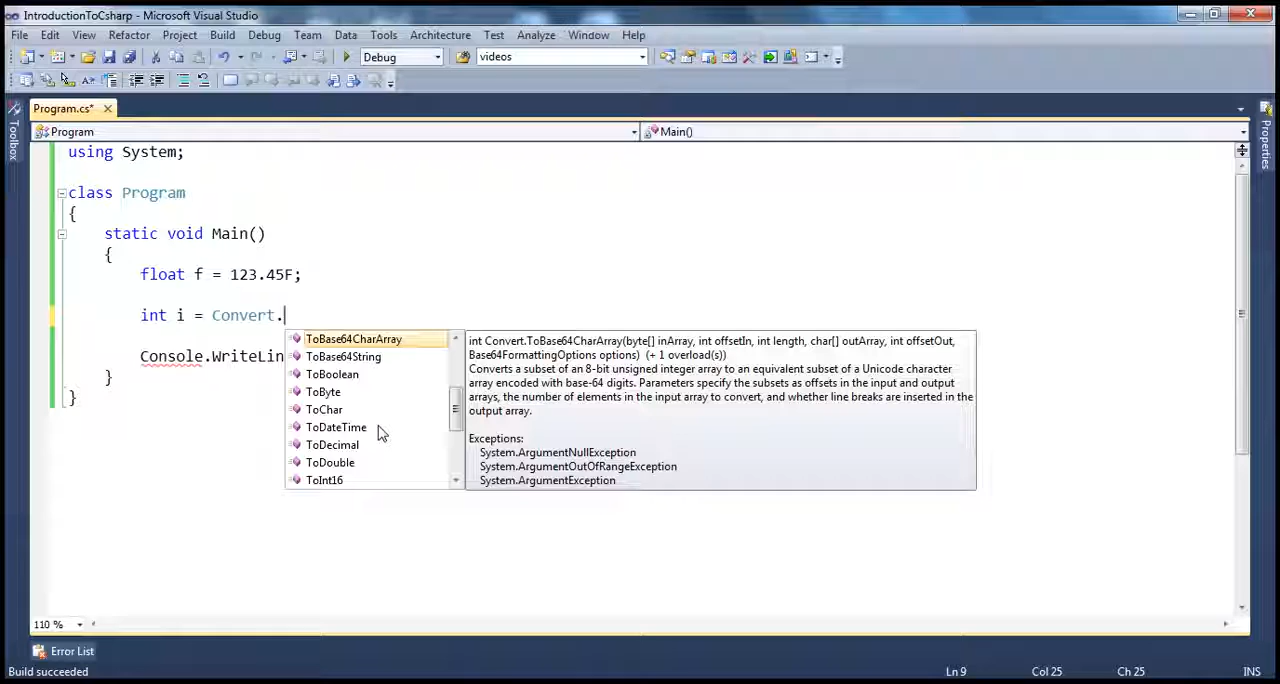 IntroductionToCsharp - Microsoft Visual Studio
File Edit View Refactor Project Build Debug Team Data Tools Architecture Test Analyze Window Help
Debug videos
Program.cs*
Toolbox
Properties
Program Main()
using System;
class Program
{
static void Main()
{
float f = 123.45F;
int i = Convert.
Console.WriteLin
}
}
ToBase64CharArray
ToBase64String
ToBoolean
ToByte
ToChar
ToDateTime
ToDecimal
ToDouble
ToInt16
int Convert.ToBase64CharArray(byte[] inArray, int offsetIn, int length, char[] outArray, int offsetOut,
Base64FormattingOptions options) (+ 1 overload(s))
Converts a subset of an 8-bit unsigned integer array to an equivalent subset of a Unicode character
array encoded with base-64 digits. Parameters specify the subsets as offsets in the input and output
arrays, the number of elements in the input array to convert, and whether line breaks are inserted in the
output array.
Exceptions:
System.ArgumentNullException
System.ArgumentOutOfRangeException
System.ArgumentException
110 %
Error List
Build succeeded Ln 9 Col 25 Ch 25 INS